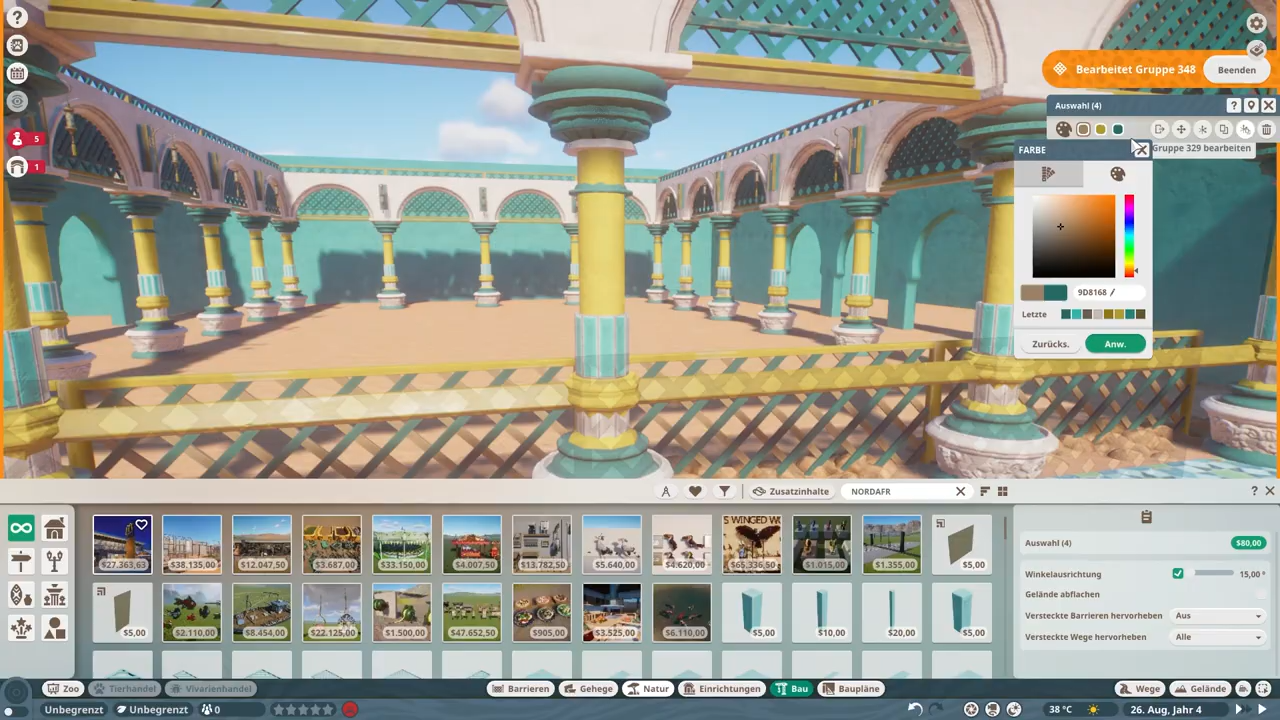 ?
5
1
Bearbeitet Gruppe 348
Beenden
Auswahl (4)
?
Gruppe 329 bearbeiten
FARBE
9D8168
Letzte
Zurücks.
Anw.
Zusatzinhalte
NORDAFR
?
$27.363,63
$38.135,00
$12.047,50
$3.687,00
$33.150,00
$4.007,50
$13.782,50
$5.640,00
$4.620,00
S WINGED WO
$65.336,50
$1.015,00
$1.355,00
$5,00
$5,00
$2.110,00
$8.454,00
$22.125,00
$1.500,00
$47.652,50
$905,00
$3.525,00
$6.110,00
$5,00
$10,00
$20,00
$5,00
Auswahl (4)
$80,00
Winkelausrichtung
15,00°
Gelände abflachen
Versteckte Barrieren hervorheben
Aus
Versteckte Wege hervorheben
Alle
Zoo
Tierhandel
Vivarienhandel
Barrieren
Gehege
Natur
Einrichtungen
Bau
Baupläne
Wege
Gelände
Unbegrenzt
Unbegrenzt
0
38 °C
26. Aug, Jahr 4